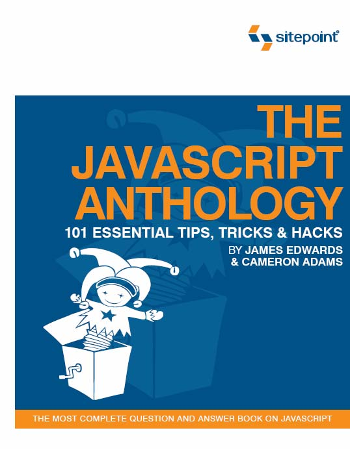 sitepoint®
THE
JAVASCRIPT
ANTHOLOGY
101 ESSENTIAL TIPS, TRICKS & HACKS
BY JAMES EDWARDS
& CAMERON ADAMS
THE MOST COMPLETE QUESTION AND ANSWER BOOK ON JAVASCRIPT